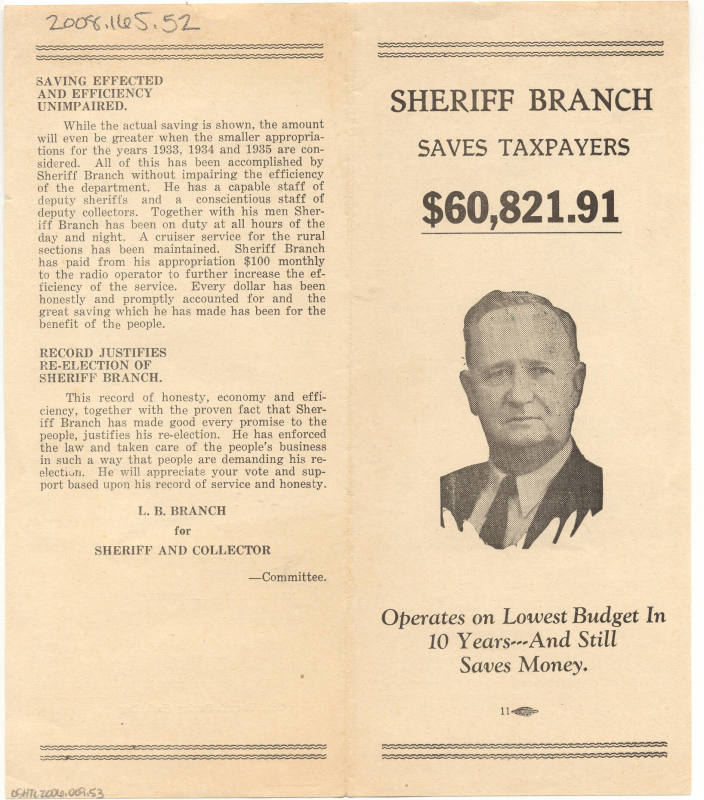 2008.165.52
SAVING EFFECTED
AND EFFICIENCY
UNIMPAIRED.
While the actual saving is shown, the amount
will even be greater when the smaller appropria-
tions for the years 1933, 1934 and 1935 are con-
sidered. All of this has been accomplished by
Sheriff Branch without impairing the efficiency
of the department. He has a capable staff of
deputy sheriffs and a conscientious staff of
deputy collectors. Together with his men Sher-
iff Branch has been on duty at all hours of the
day and night. A cruiser service for the rural
sections has been maintained. Sheriff Branch
has paid from his appropriation $100 monthly
to the radio operator to further increase the ef-
ficiency of the service. Every dollar has been
honestly and promptly accounted for and the
great saving which he has made has been for the
benefit of the people.
RECORD JUSTIFIES
RE-ELECTION OF
SHERIFF BRANCH.
This record of honesty, economy and effi-
ciency, together with the proven fact that Sher-
iff Branch has made good every promise to the
people, justifies his re-election. He has enforced
the law and taken care of the people's business
in such a way that people are demanding his re-
election. He will appreciate your vote and sup-
port based upon his record of service and honesty.
L. B. BRANCH
for
SHERIFF AND COLLECTOR
—Committee.
SHERIFF BRANCH
SAVES TAXPAYERS
$60,821.91
Operates on Lowest Budget In
10 Years---And Still
Saves Money.
11